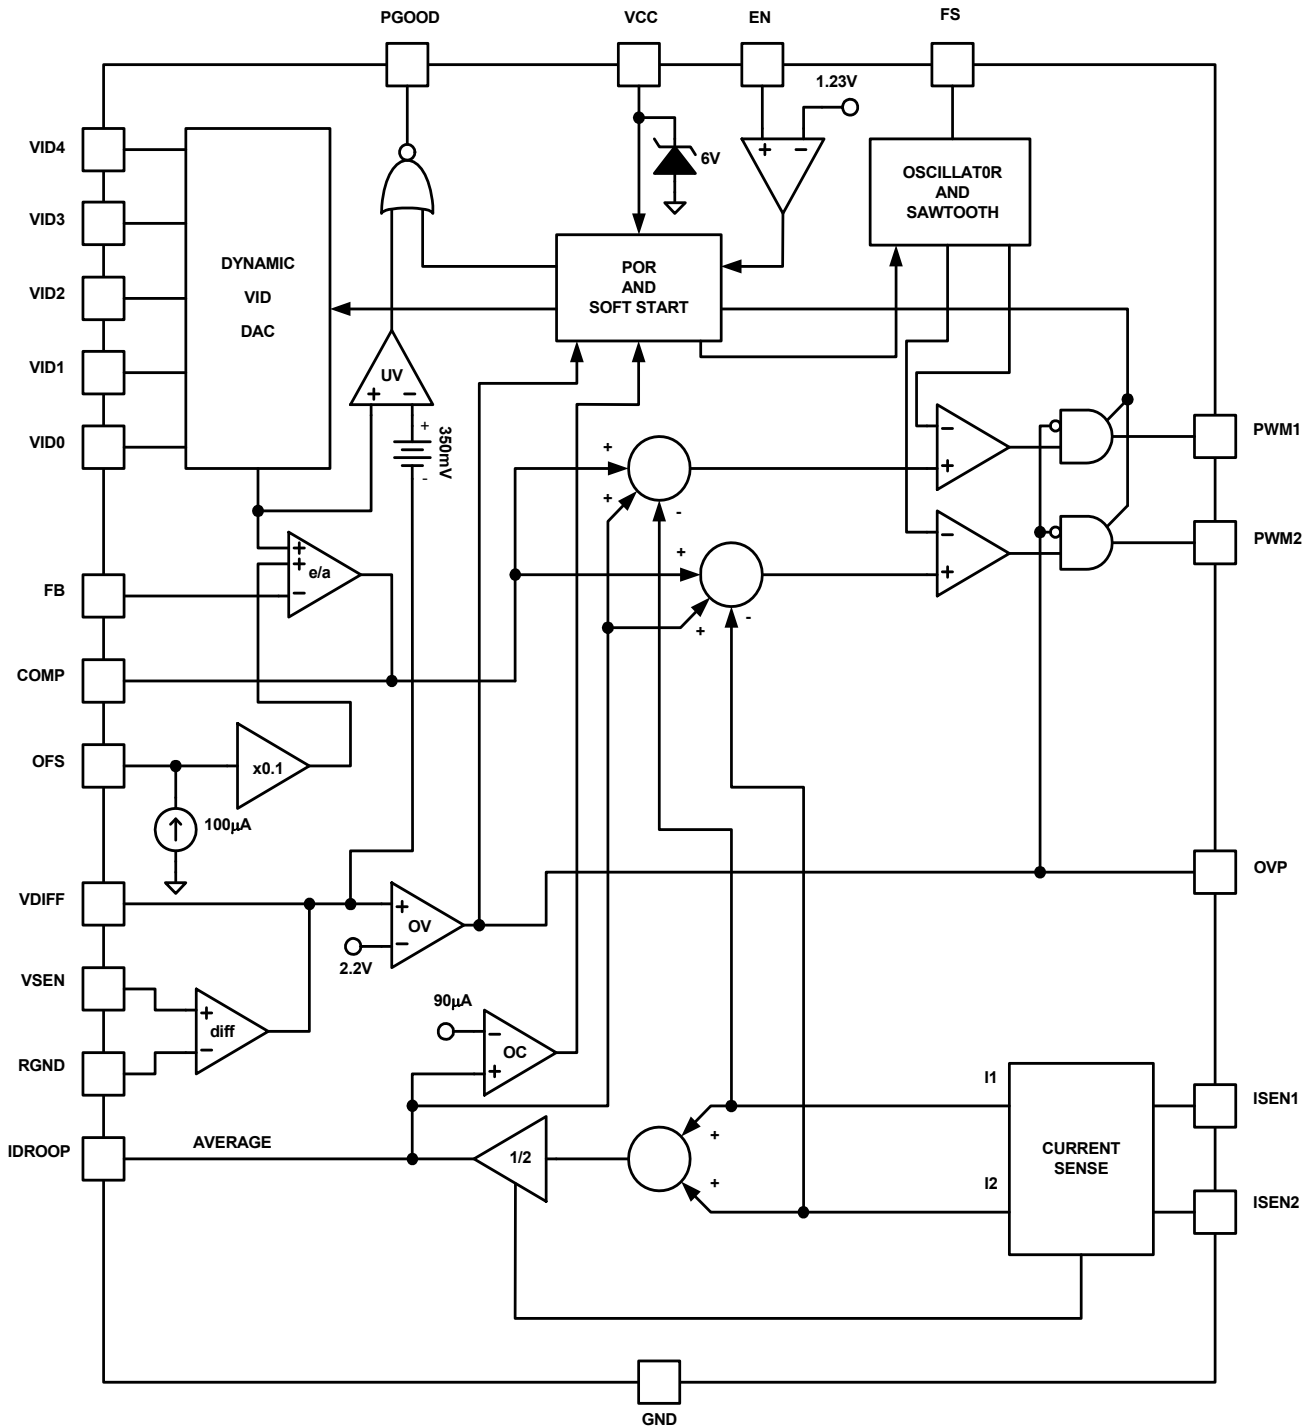 PGOOD
VCC
EN
FS
1.23V
VID4
VID3
VID2
VID1
VID0
DYNAMIC
VID
DAC
6V
+ −
OSCILLAT0R
AND
SAWTOOTH
POR
AND
SOFT START
UV
+ −
+
350mV
-
+
+
-
−
+
PWM1
+
+
-
−
+
PWM2
+
+
−
e/a
FB
COMP
OFS
x0.1
100µA
VDIFF
+
−
OV
2.2V
OVP
VSEN
RGND
+
−
diff
90µA
−
+
OC
IDROOP
AVERAGE
1/2
+
+
I1
I2
CURRENT
SENSE
ISEN1
ISEN2
GND